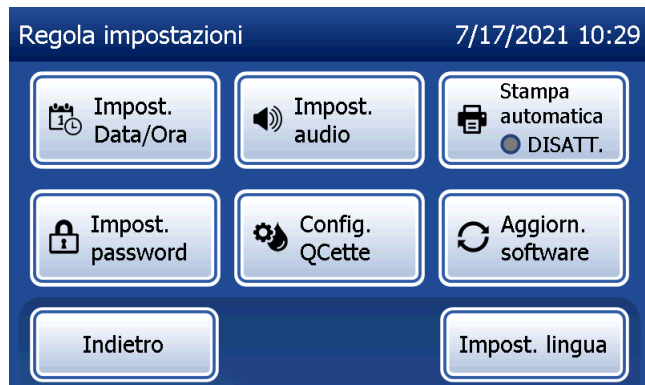 Regola impostazioni 7/17/2021 10:29
Impost.
Data/Ora
Impost.
audio
Stampa
automatica
DISATT.
Impost.
password
Config.
QCette
Aggiorn.
software
Indietro
Impost. lingua